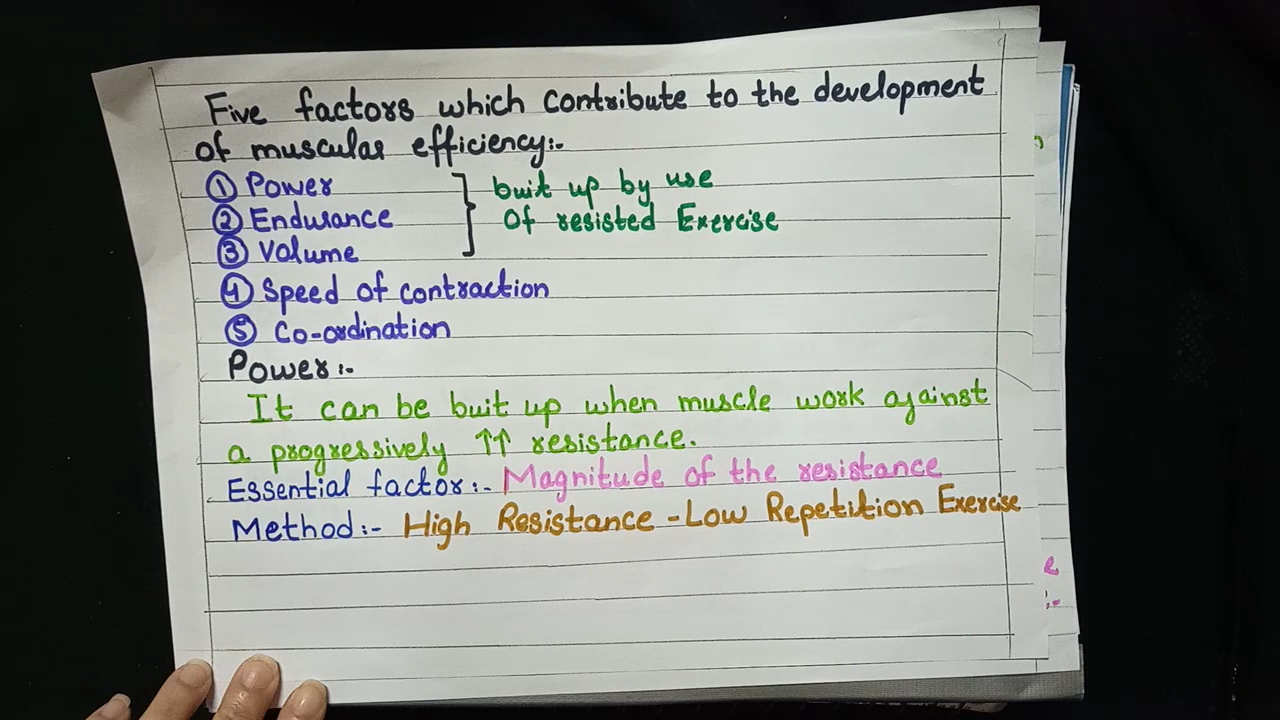 Five factors which contribute to the development
of muscular efficiency:-
① Power
② Endurance
③ Volume
} buit up by use
of resisted Exercise
④ Speed of contraction
⑤ Co-ordination
Power:-
It can be buit up when muscle work against
a progressively ↑↑ resistance.
Essential factor:- Magnitude of the resistance
Method:- High Resistance - Low Repetition Exercise
e
:-